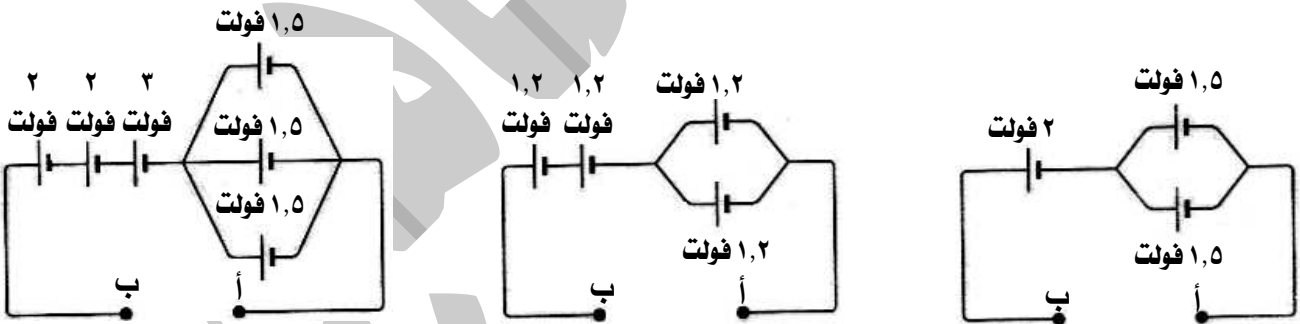 ١,٥ فولت
٣ ٢ ٢
فولت فولت فولت
١,٥ فولت
١,٥ فولت
أ ب
١,٢ ١,٢ ١,٢ فولت
فولت فولت
١,٢ فولت
أ ب
١,٥ فولت
٢ فولت
١,٥ فولت
أ ب